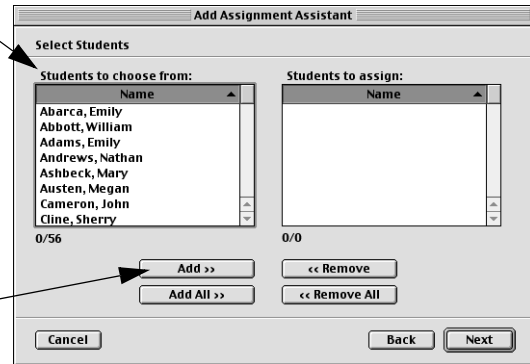 Add Assignment Assistant
Select Students
Students to choose from:
Name
Abarca, Emily
Abbott, William
Adams, Emily
Andrews, Nathan
Ashbeck, Mary
Austen, Megan
Cameron, John
Cline, Sherry
0/56
Students to assign:
Name
0/0
Add >>
<< Remove
Add All >>
<< Remove All
Cancel
Back
Next